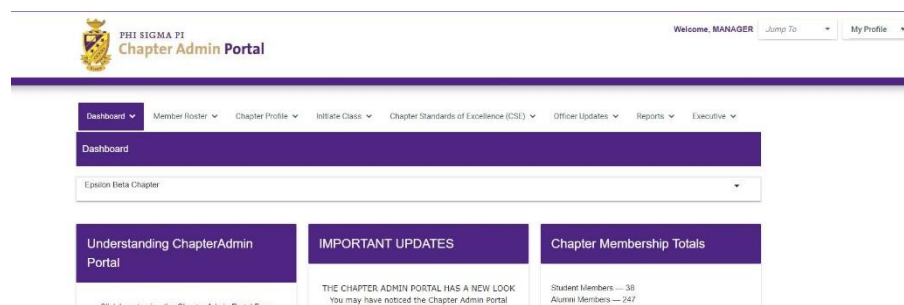 PHI SIGMA PI
Chapter Admin Portal
Welcome, MANAGER
Jump To
My Profile
Dashboard
Member Roster
Chapter Profile
Initiate Class
Chapter Standards of Excellence (CSE)
Officer Updates
Reports
Executive
Dashboard
Epsilon Beta Chapter
Understanding ChapterAdmin
Portal
IMPORTANT UPDATES
THE CHAPTER ADMIN PORTAL HAS A NEW LOOK
You may have noticed the Chapter Admin Portal
Chapter Membership Totals
Student Members — 38
Alumni Members — 247